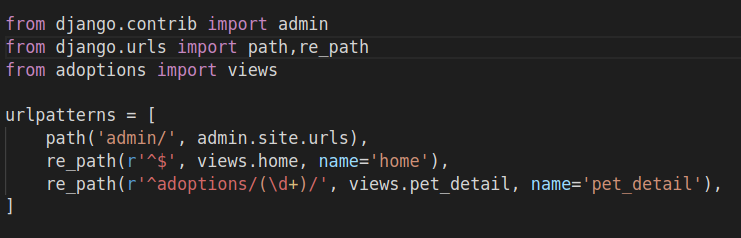 from django.contrib import admin
from django.urls import path,re_path
from adoptions import views
urlpatterns = [
    path('admin/', admin.site.urls),
    re_path(r'^$', views.home, name='home'),
    re_path(r'^adoptions/(\d+)/', views.pet_detail, name='pet_detail'),
]